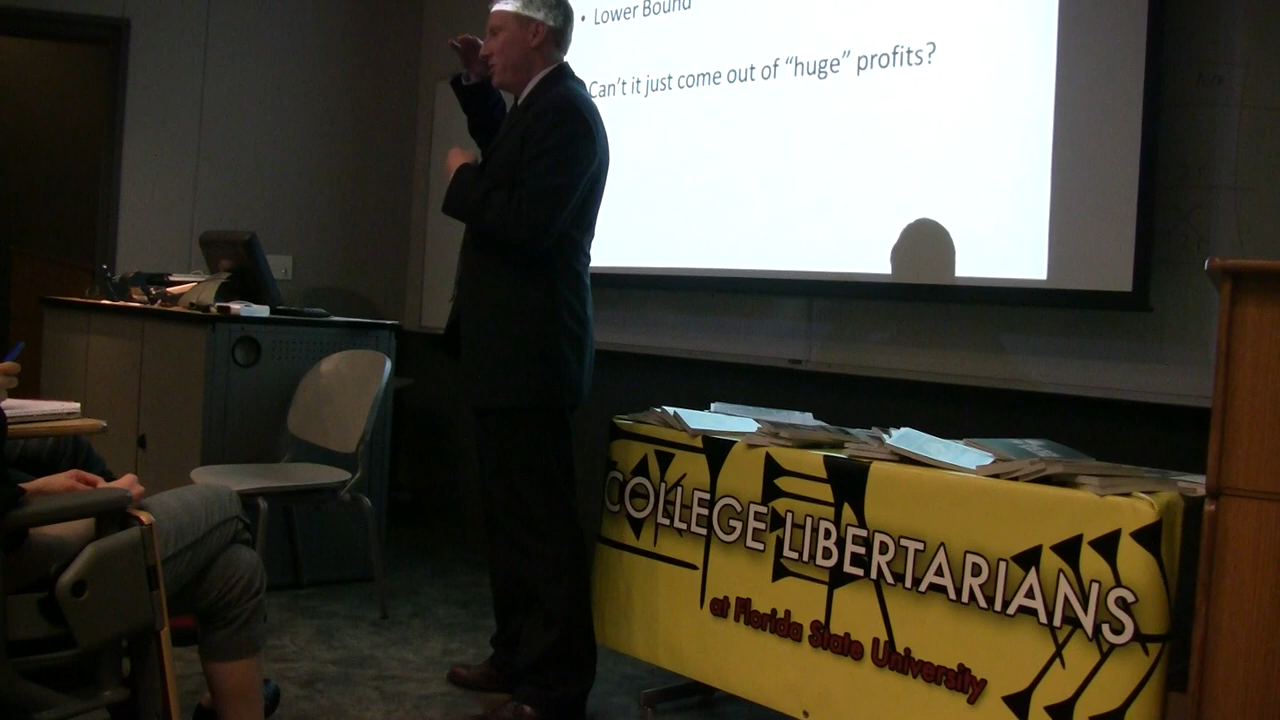 • Lower Bound
Can't it just come out of “huge” profits?
COLLEGE LIBERTARIANS
at Florida State University